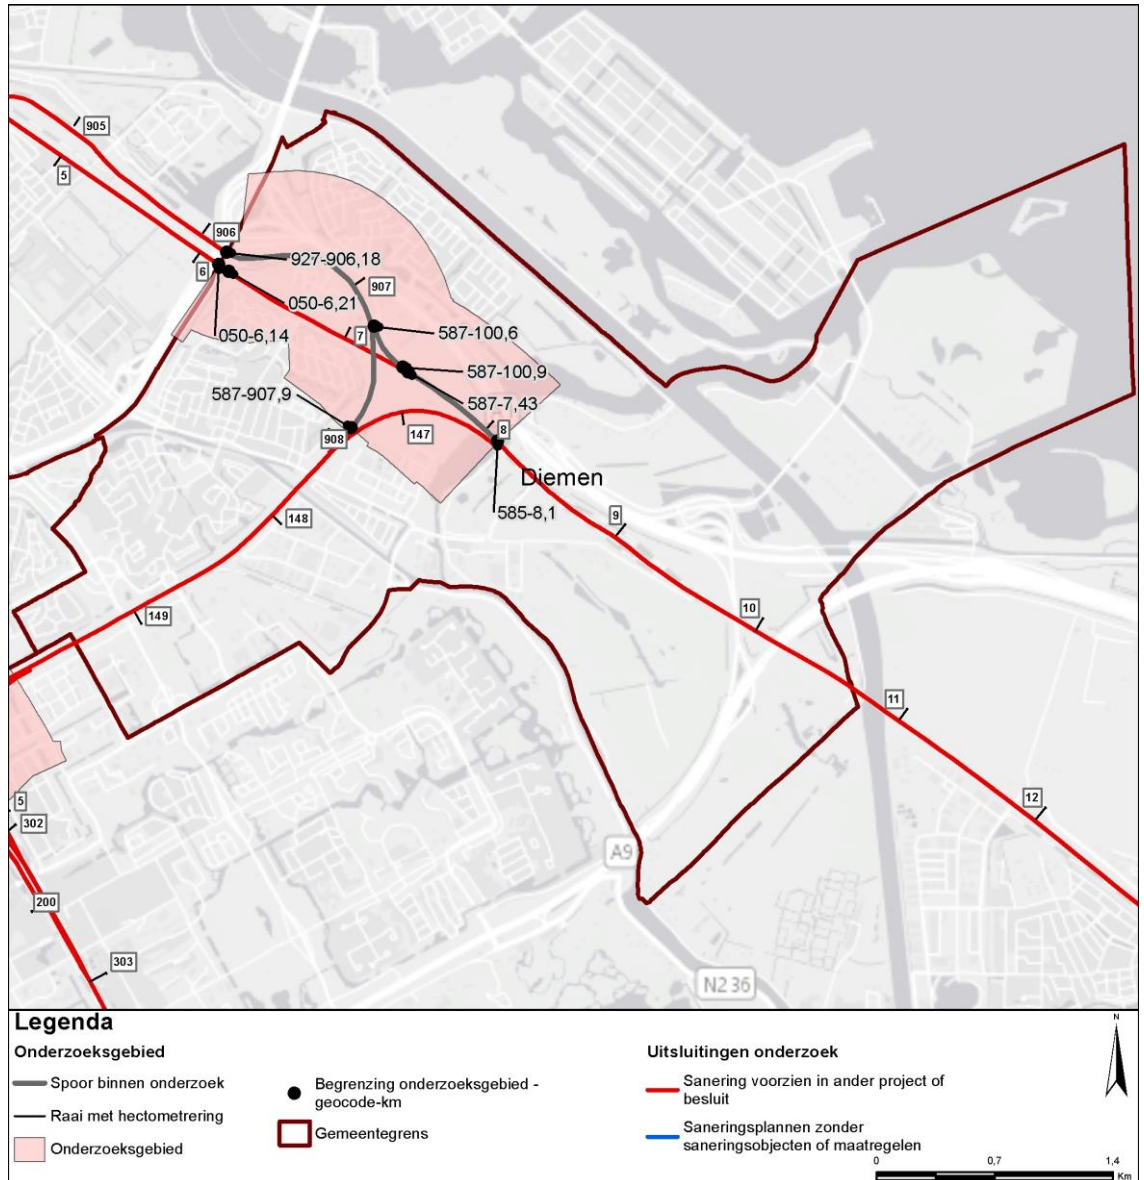 905
5
906
927-906,18
6
907
050-6,21
050-6,14
7
587-100,6
587-100,9
587-907,9
587-7,43
908
147
8
Diemen
585-8,1
148
9
149
10
11
5
302
12
A9
200
303
N236
Legenda
Onderzoeksgebied
Spoor binnen onderzoek
Raai met hectometrering
Onderzoeksgebied
Begrenzing onderzoeksgebied -
geocode-km
Gemeentegrens
Uitsluitingen onderzoek
Sanering voorzien in ander project of
besluit
Saneringsplannen zonder
saneringsobjecten of maatregelen
N
0 0,7 1,4
Km